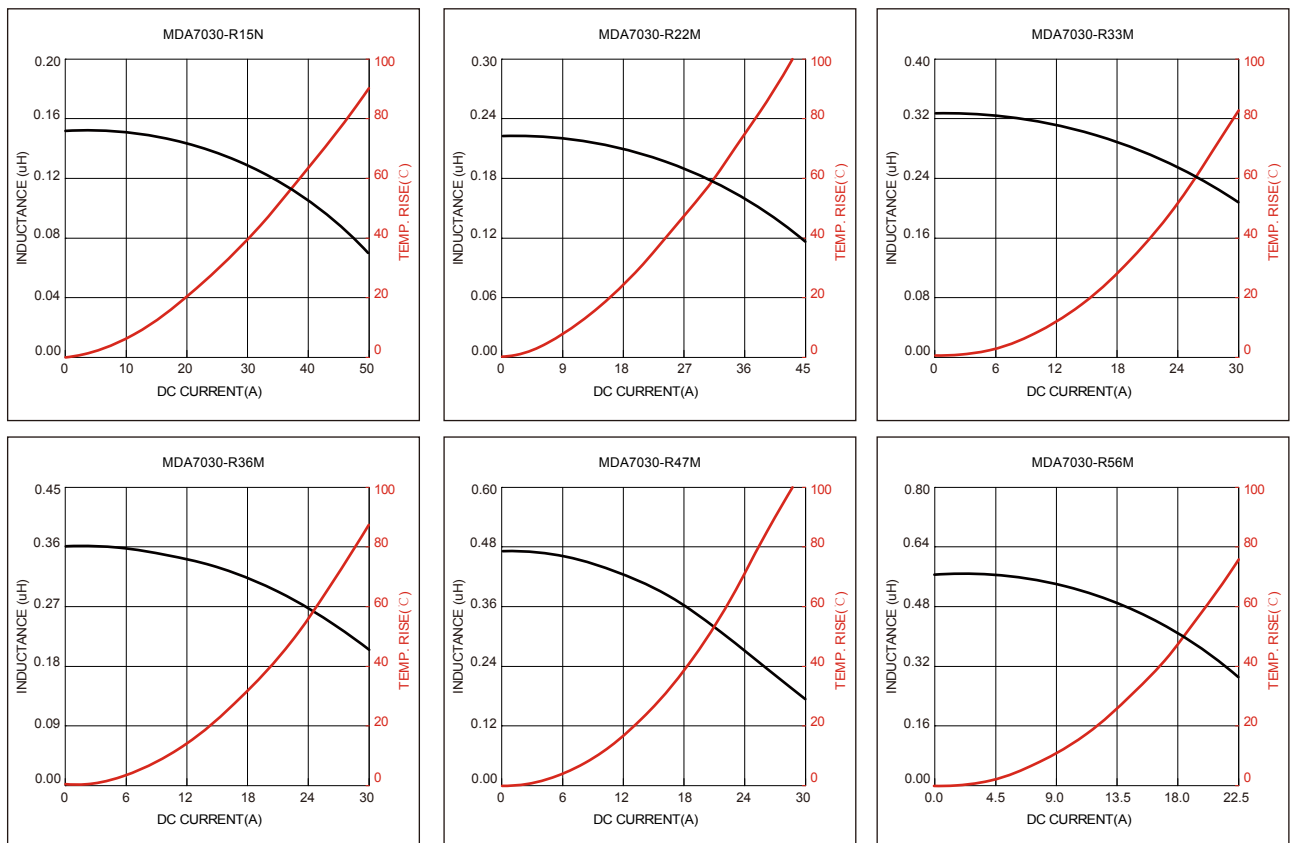 MDA7030-R15N
INDUCTANCE (uH)
0.20
0.16
0.12
0.08
0.04
0.00
0 10 20 30 40 50
DC CURRENT(A)
100
80
60
40
20
0
TEMP. RISE(℃)
MDA7030-R22M
INDUCTANCE (uH)
0.30
0.24
0.18
0.12
0.06
0.00
0 9 18 27 36 45
DC CURRENT(A)
100
80
60
40
20
0
TEMP. RISE(℃)
MDA7030-R33M
INDUCTANCE (uH)
0.40
0.32
0.24
0.16
0.08
0.00
0 6 12 18 24 30
DC CURRENT(A)
100
80
60
40
20
0
TEMP. RISE(℃)
MDA7030-R36M
INDUCTANCE (uH)
0.45
0.36
0.27
0.18
0.09
0.00
0 6 12 18 24 30
DC CURRENT(A)
100
80
60
40
20
0
TEMP. RISE(℃)
MDA7030-R47M
INDUCTANCE (uH)
0.60
0.48
0.36
0.24
0.12
0.00
0 6 12 18 24 30
DC CURRENT(A)
100
80
60
40
20
0
TEMP. RISE(℃)
MDA7030-R56M
INDUCTANCE (uH)
0.80
0.64
0.48
0.32
0.16
0.00
0.0 4.5 9.0 13.5 18.0 22.5
DC CURRENT(A)
100
80
60
40
20
0
TEMP. RISE(℃)